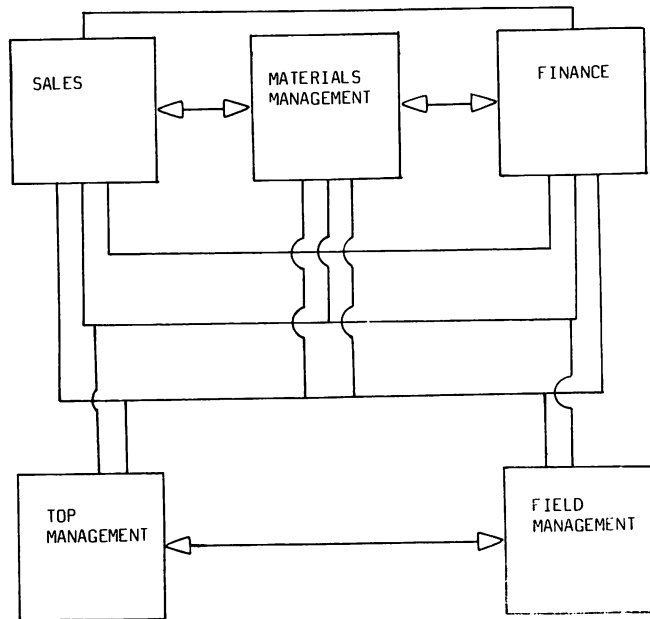 SALES
MATERIALS
MANAGEMENT
FINANCE
TOP
MANAGEMENT
FIELD
MANAGEMENT